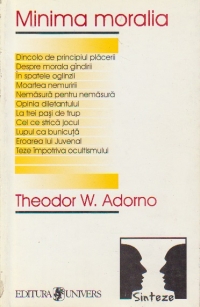 Minima moralia
Dincolo de principiul plăcerii
Despre morala gîndirii
În spatele oglinzii
Moartea nemuririi
Nemăsură pentru nemăsură
Opinia diletantului
La trei paşi de trup
Cel ce strică jocul
Lupul ca bunicuţă
Eroarea lui Juvenal
Teze împotriva ocultismului
Theodor W. Adorno
EDITURA UNIVERS
Sinteze